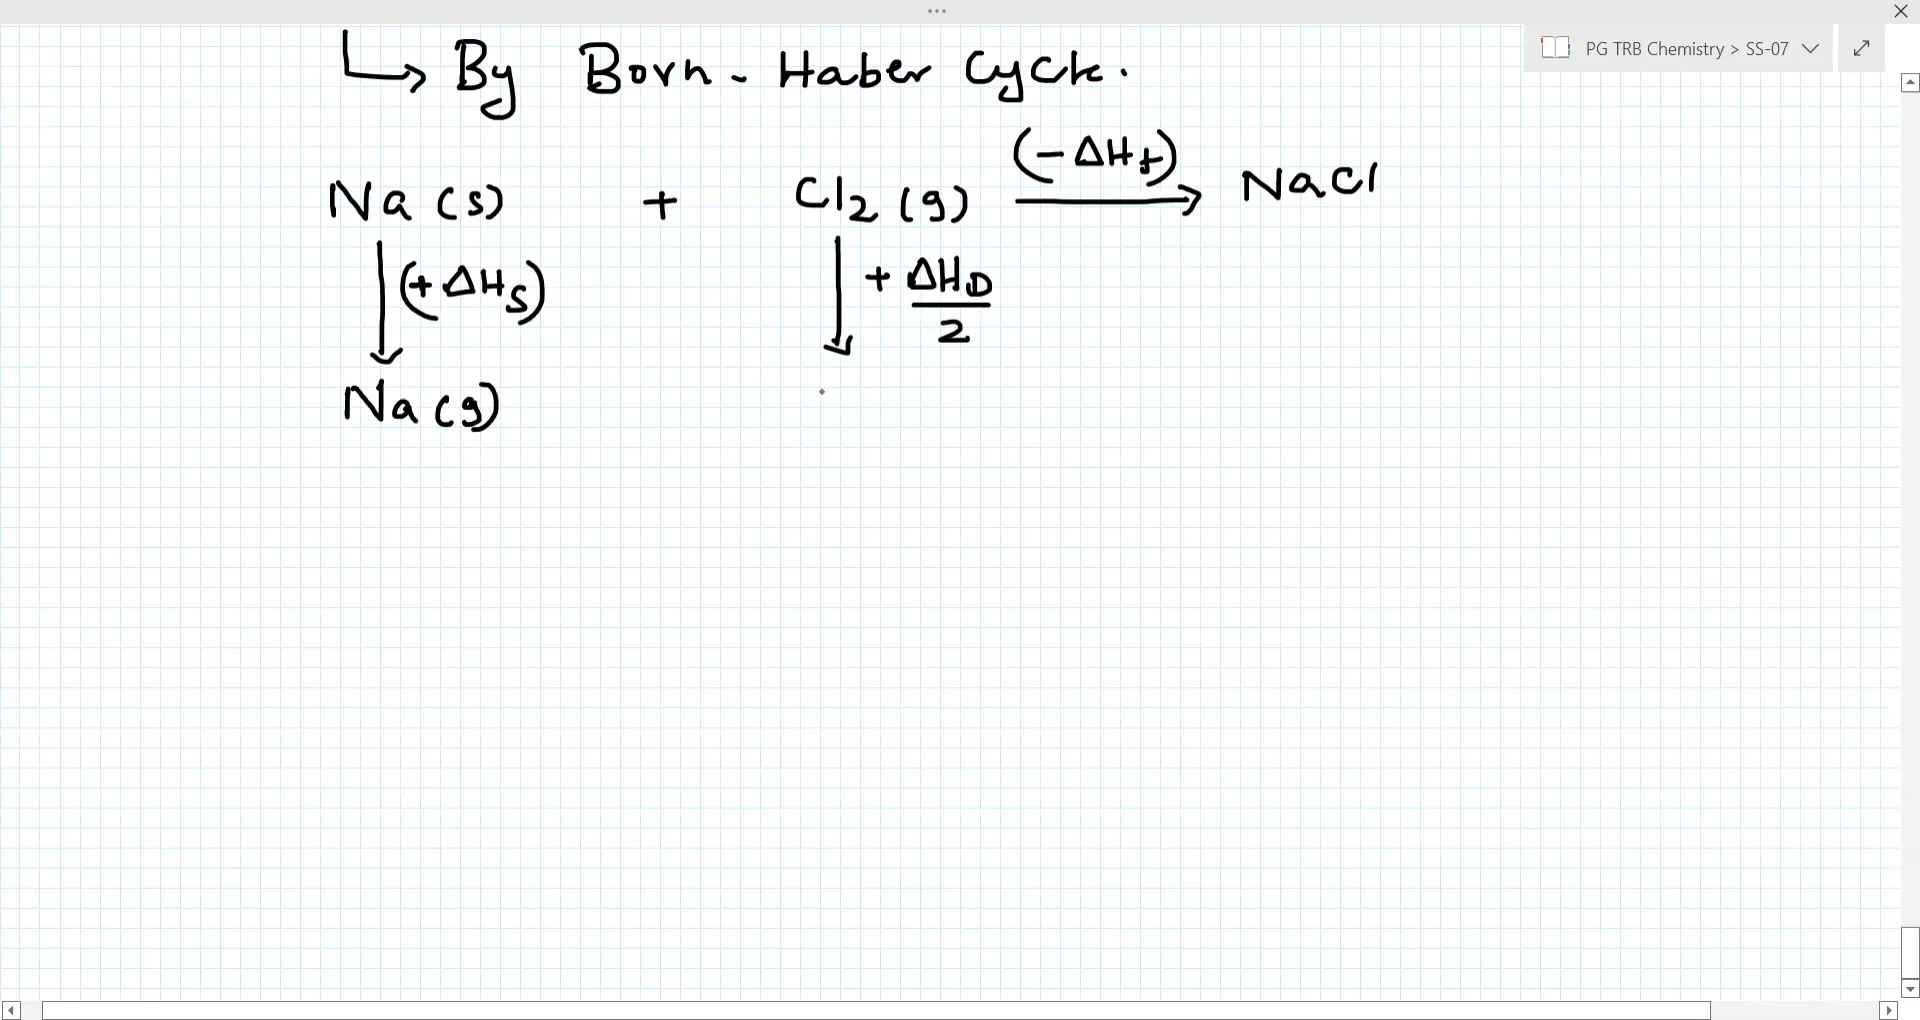 PG TRB Chemistry > SS-07
↳ By Born - Haber Cycle.
Na (s) + Cl₂ (g) (-ΔHf)→ NaCl
↓ (+ ΔHS) ↓ + ΔHD/2
Na (g)